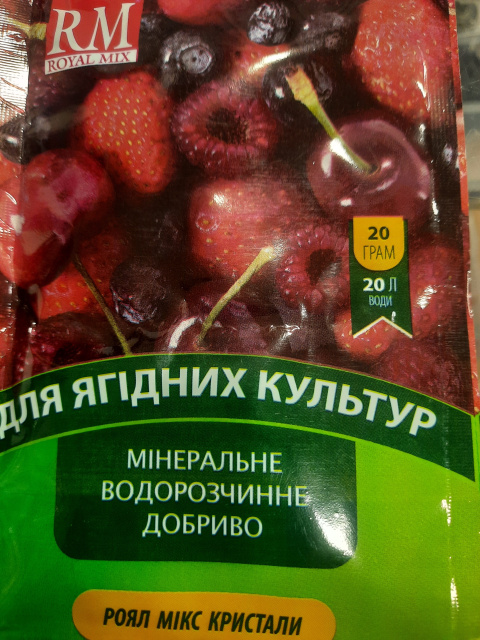 RM
ROYAL MIX
20
ГРАМ
20 Л
ВОДИ
ДЛЯ ЯГІДНИХ КУЛЬТУР
МІНЕРАЛЬНЕ
ВОДОРОЗЧИННЕ
ДОБРИВО
РОЯЛ МІКС КРИСТАЛИ